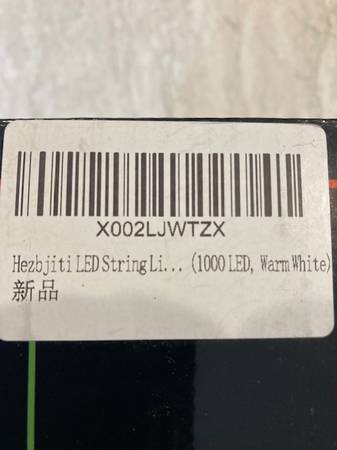 X002LJWTZX
Hezbjiti LED String Li... (1000 LED, Warm White)
新品